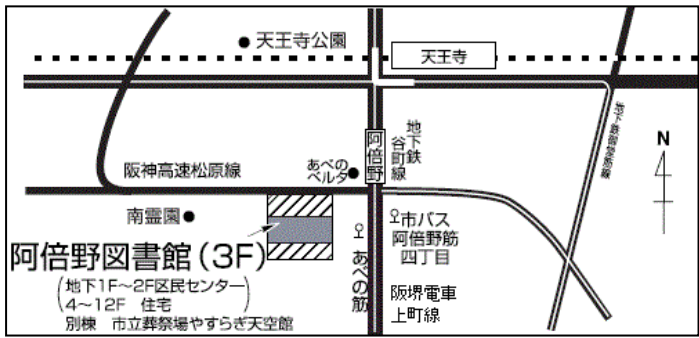 天王寺公園
天王寺
地下鉄御堂筋線
N
阿倍野
地下鉄
谷町線
あべの
ベルタ
阪神高速松原線
南霊園
市バス
阿倍野筋
四丁目
あべの筋
阿倍野図書館(3F)
(地下1F~2F区民センター
4~12F 住宅)
別棟 市立葬祭場やすらぎ天空館
阪堺電車
上町線